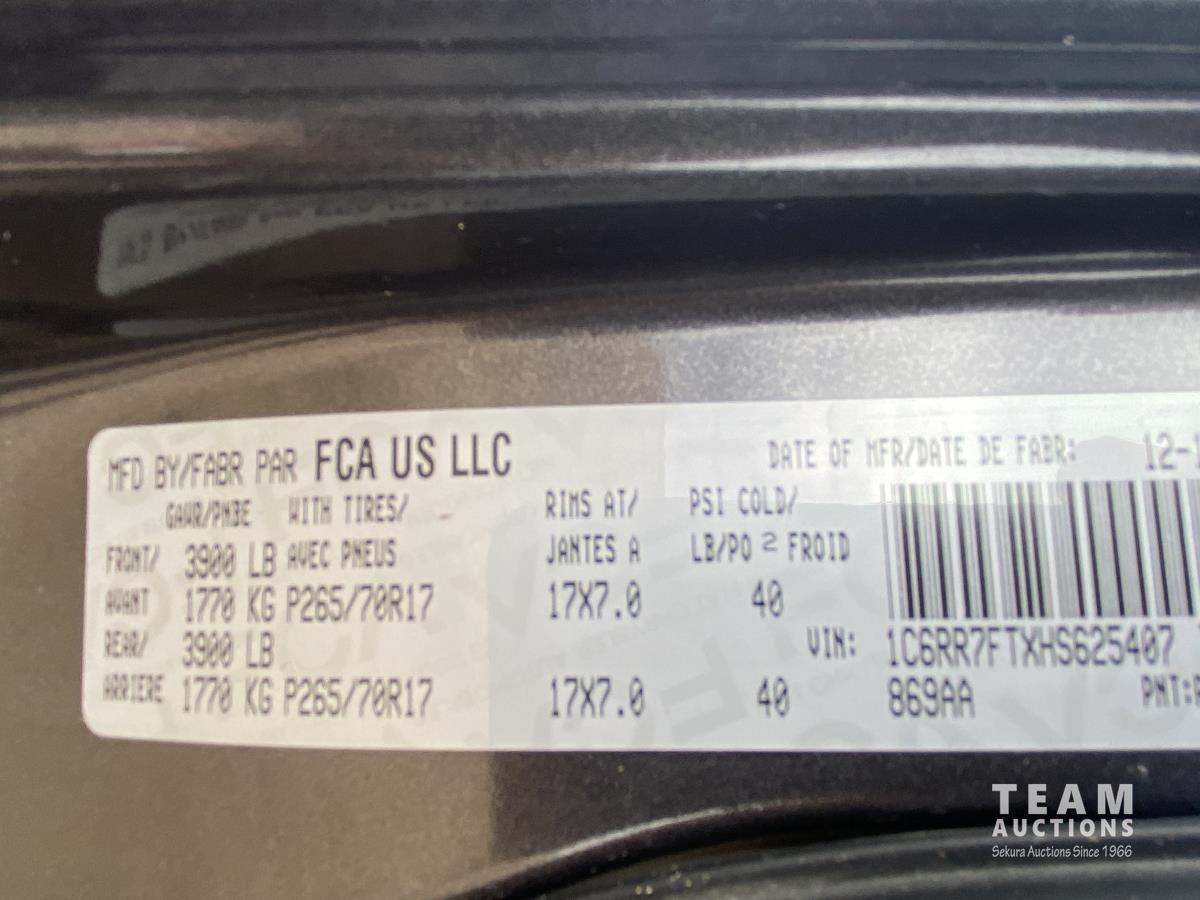 MFD BY/FABR PAR FCA US LLC
DATE OF MFR/DATE DE FABR: 12-1
GAWR/PNBE WITH TIRES/ RIMS AT/ PSI COLD/
FRONT/ 3900 LB AVEC PNEUS JANTES A LB/PO 2 FROID
AVANT 1770 KG P265/70R17 17X7.0 40
REAR/ 3900 LB VIN: 1C6RR7FTXHS625407
ARRIERE 1770 KG P265/70R17 17X7.0 40 869AA PNT:
TEAM
AUCTIONS
Sekura Auctions Since 1966